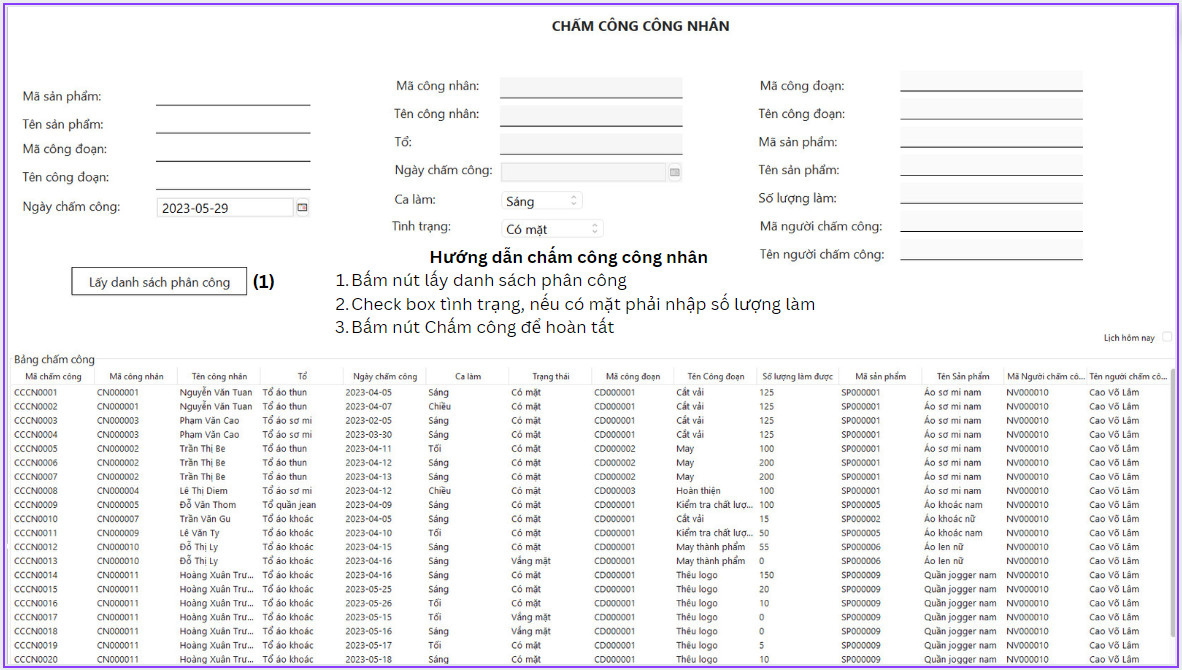 CHẤM CÔNG CÔNG NHÂN
Mã sản phẩm:
Tên sản phẩm:
Mã công đoạn:
Tên công đoạn:
Ngày chấm công: 2023-05-29
Lấy danh sách phân công (1)
Mã công nhân:
Tên công nhân:
Tổ:
Ngày chấm công:
Ca làm: Sáng
Tình trạng: Có mặt
Mã công đoạn:
Tên công đoạn:
Mã sản phẩm:
Tên sản phẩm:
Số lượng làm:
Mã người chấm công:
Tên người chấm công:
Hướng dẫn chấm công công nhân
1. Bấm nút lấy danh sách phân công
2. Check box tình trạng, nếu có mặt phải nhập số lượng làm
3. Bấm nút Chấm công để hoàn tất
Lịch hôm nay
Bảng chấm công
Mã chấm công Mã công nhân Tên công nhân Tổ Ngày chấm công Ca làm Trạng thái Mã công đoạn Tên Công đoạn Số lượng làm được Mã sản phẩm Tên Sản phẩm Mã Người chấm cô... Tên người chấm cô...
CCCN0001 CN000001 Nguyễn Văn Tuan Tổ áo thun 2023-04-05 Sáng Có mặt CD000001 Cắt vải 125 SP000001 Áo sơ mi nam NV000010 Cao Võ Lâm
CCCN0002 CN000001 Nguyễn Văn Tuan Tổ áo thun 2023-04-07 Chiều Có mặt CD000001 Cắt vải 125 SP000001 Áo sơ mi nam NV000010 Cao Võ Lâm
CCCN0003 CN000003 Phạm Văn Cao Tổ áo sơ mi 2023-02-05 Sáng Có mặt CD000001 Cắt vải 125 SP000001 Áo sơ mi nam NV000010 Cao Võ Lâm
CCCN0004 CN000003 Phạm Văn Cao Tổ áo sơ mi 2023-03-30 Sáng Có mặt CD000001 Cắt vải 125 SP000001 Áo sơ mi nam NV000010 Cao Võ Lâm
CCCN0005 CN000002 Trần Thị Be Tổ áo thun 2023-04-11 Tối Có mặt CD000002 May 100 SP000001 Áo sơ mi nam NV000010 Cao Võ Lâm
CCCN0006 CN000002 Trần Thị Be Tổ áo thun 2023-04-12 Sáng Có mặt CD000002 May 200 SP000001 Áo sơ mi nam NV000010 Cao Võ Lâm
CCCN0007 CN000002 Trần Thị Be Tổ áo thun 2023-04-13 Sáng Có mặt CD000002 May 200 SP000001 Áo sơ mi nam NV000010 Cao Võ Lâm
CCCN0008 CN000004 Lê Thị Diem Tổ áo sơ mi 2023-04-12 Chiều Có mặt CD000003 Hoàn thiện 100 SP000001 Áo sơ mi nam NV000010 Cao Võ Lâm
CCCN0009 CN000005 Đỗ Văn Thom Tổ quần jean 2023-04-09 Sáng Có mặt CD000001 Kiểm tra chất lượ... 100 SP000005 Áo khoác nam NV000010 Cao Võ Lâm
CCCN0010 CN000007 Trần Văn Gu Tổ áo khoác 2023-04-05 Sáng Có mặt CD000001 Cắt vải 15 SP000002 Áo khoác nữ NV000010 Cao Võ Lâm
CCCN0011 CN000009 Lê Văn Ty Tổ áo khoác 2023-04-10 Tối Có mặt CD000001 Kiểm tra chất lượ... 50 SP000005 Áo khoác nam NV000010 Cao Võ Lâm
CCCN0012 CN000010 Đỗ Thị Ly Tổ áo khoác 2023-04-15 Sáng Có mặt CD000001 May thành phẩm 55 SP000006 Áo len nữ NV000010 Cao Võ Lâm
CCCN0013 CN000010 Đỗ Thị Ly Tổ áo khoác 2023-04-16 Sáng Vắng mặt CD000001 May thành phẩm 0 SP000006 Áo len nữ NV000010 Cao Võ Lâm
CCCN0014 CN000011 Hoàng Xuân Trư... Tổ áo khoác 2023-04-16 Sáng Có mặt CD000001 Thêu logo 150 SP000009 Quần jogger nam NV000010 Cao Võ Lâm
CCCN0015 CN000011 Hoàng Xuân Trư... Tổ áo khoác 2023-05-25 Sáng Có mặt CD000001 Thêu logo 20 SP000009 Quần jogger nam NV000010 Cao Võ Lâm
CCCN0016 CN000011 Hoàng Xuân Trư... Tổ áo khoác 2023-05-26 Tối Có mặt CD000001 Thêu logo 10 SP000009 Quần jogger nam NV000010 Cao Võ Lâm
CCCN0017 CN000011 Hoàng Xuân Trư... Tổ áo khoác 2023-05-15 Tối Vắng mặt CD000001 Thêu logo 0 SP000009 Quần jogger nam NV000010 Cao Võ Lâm
CCCN0018 CN000011 Hoàng Xuân Trư... Tổ áo khoác 2023-05-16 Sáng Vắng mặt CD000001 Thêu logo 0 SP000009 Quần jogger nam NV000010 Cao Võ Lâm
CCCN0019 CN000011 Hoàng Xuân Trư... Tổ áo khoác 2023-05-17 Tối Có mặt CD000001 Thêu logo 5 SP000009 Quần jogger nam NV000010 Cao Võ Lâm
CCCN0020 CN000011 Hoàng Xuân Trư... Tổ áo khoác 2023-05-18 Sáng Có mặt CD000001 Thêu logo 10 SP000009 Quần jogger nam NV000010 Cao Võ Lâm